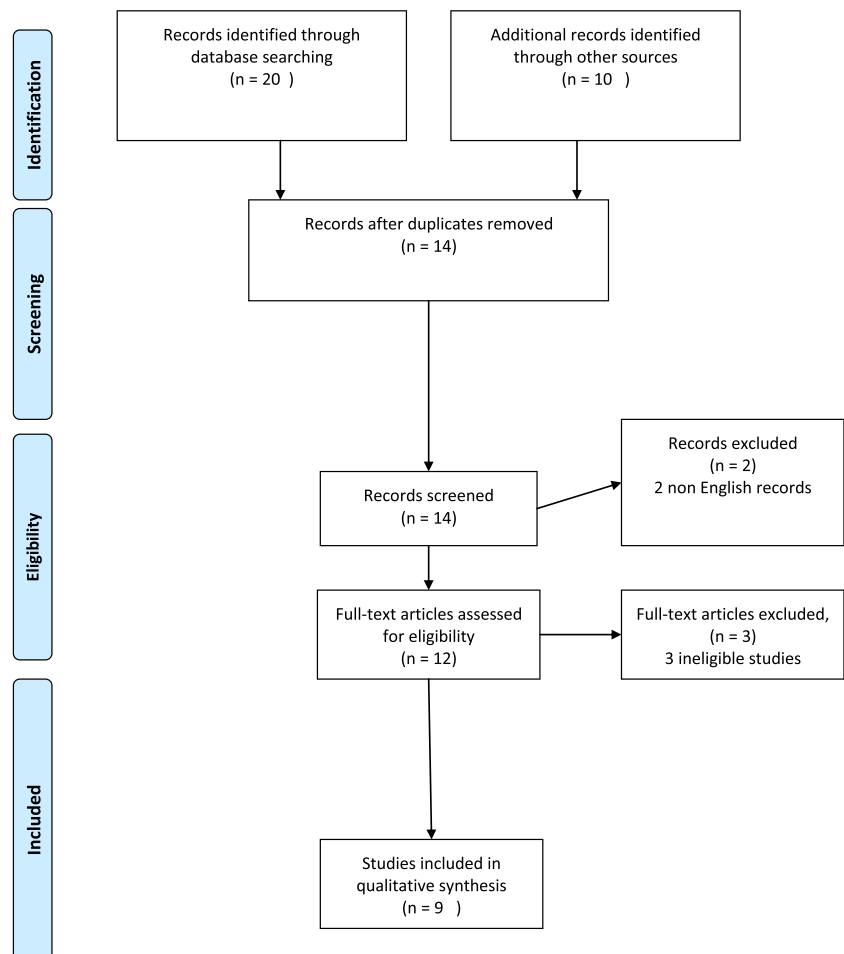 Identification
Records identified through
database searching
(n = 20   )
Additional records identified
through other sources
(n = 10   )
Screening
Records after duplicates removed
(n = 14)
Eligibility
Records screened
(n = 14)
Records excluded
(n = 2)
2 non English records
Full-text articles assessed
for eligibility
(n = 12)
Full-text articles excluded,
(n = 3)
3 ineligible studies
Included
Studies included in
qualitative synthesis
(n = 9   )